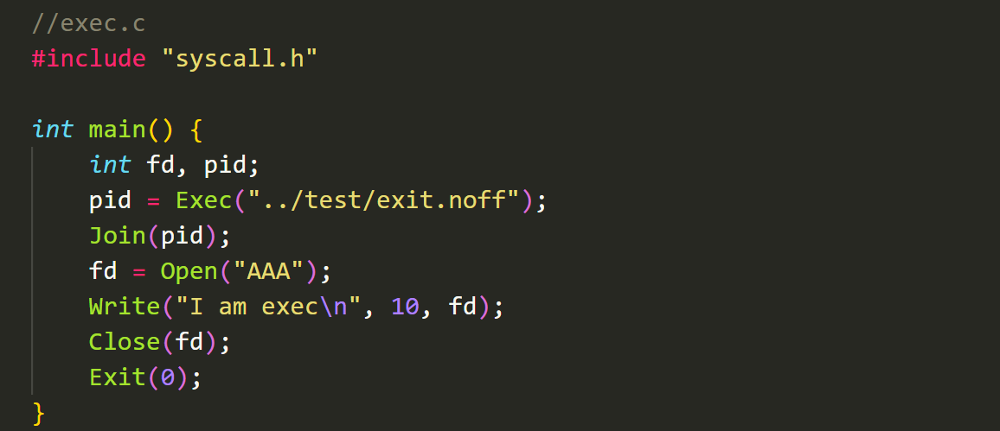 //exec.c
#include "syscall.h"
int main() {
int fd, pid;
pid = Exec("../test/exit.noff");
Join(pid);
fd = Open("AAA");
Write("I am exec\n", 10, fd);
Close(fd);
Exit(0);
}